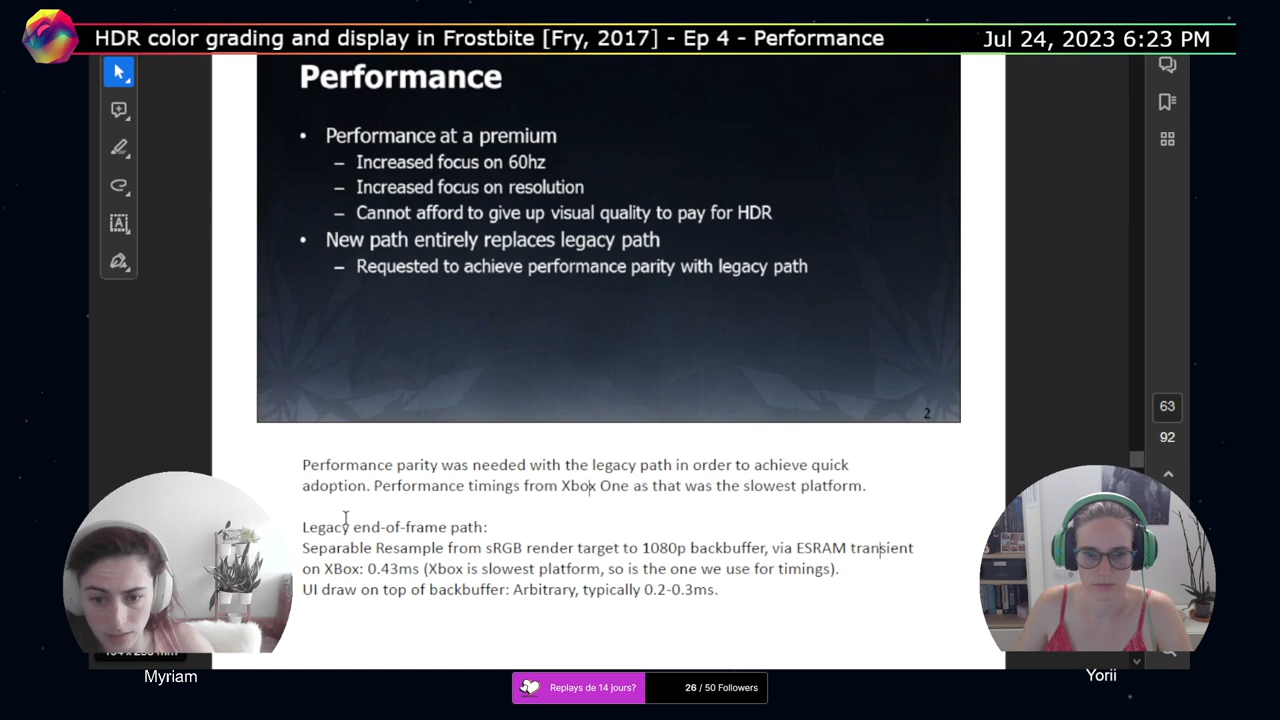 HDR color grading and display in Frostbite [Fry, 2017] - Ep 4 - Performance
Jul 24, 2023 6:23 PM
Performance
• Performance at a premium
– Increased focus on 60hz
– Increased focus on resolution
– Cannot afford to give up visual quality to pay for HDR
• New path entirely replaces legacy path
– Requested to achieve performance parity with legacy path
2
63
92
Performance parity was needed with the legacy path in order to achieve quick
adoption. Performance timings from Xbox One as that was the slowest platform.
Legacy end-of-frame path:
Separable Resample from sRGB render target to 1080p backbuffer, via ESRAM transient
on XBox: 0.43ms (Xbox is slowest platform, so is the one we use for timings).
UI draw on top of backbuffer: Arbitrary, typically 0.2-0.3ms.
Myriam
Yorii
Replays de 14 jours?
26 / 50 Followers